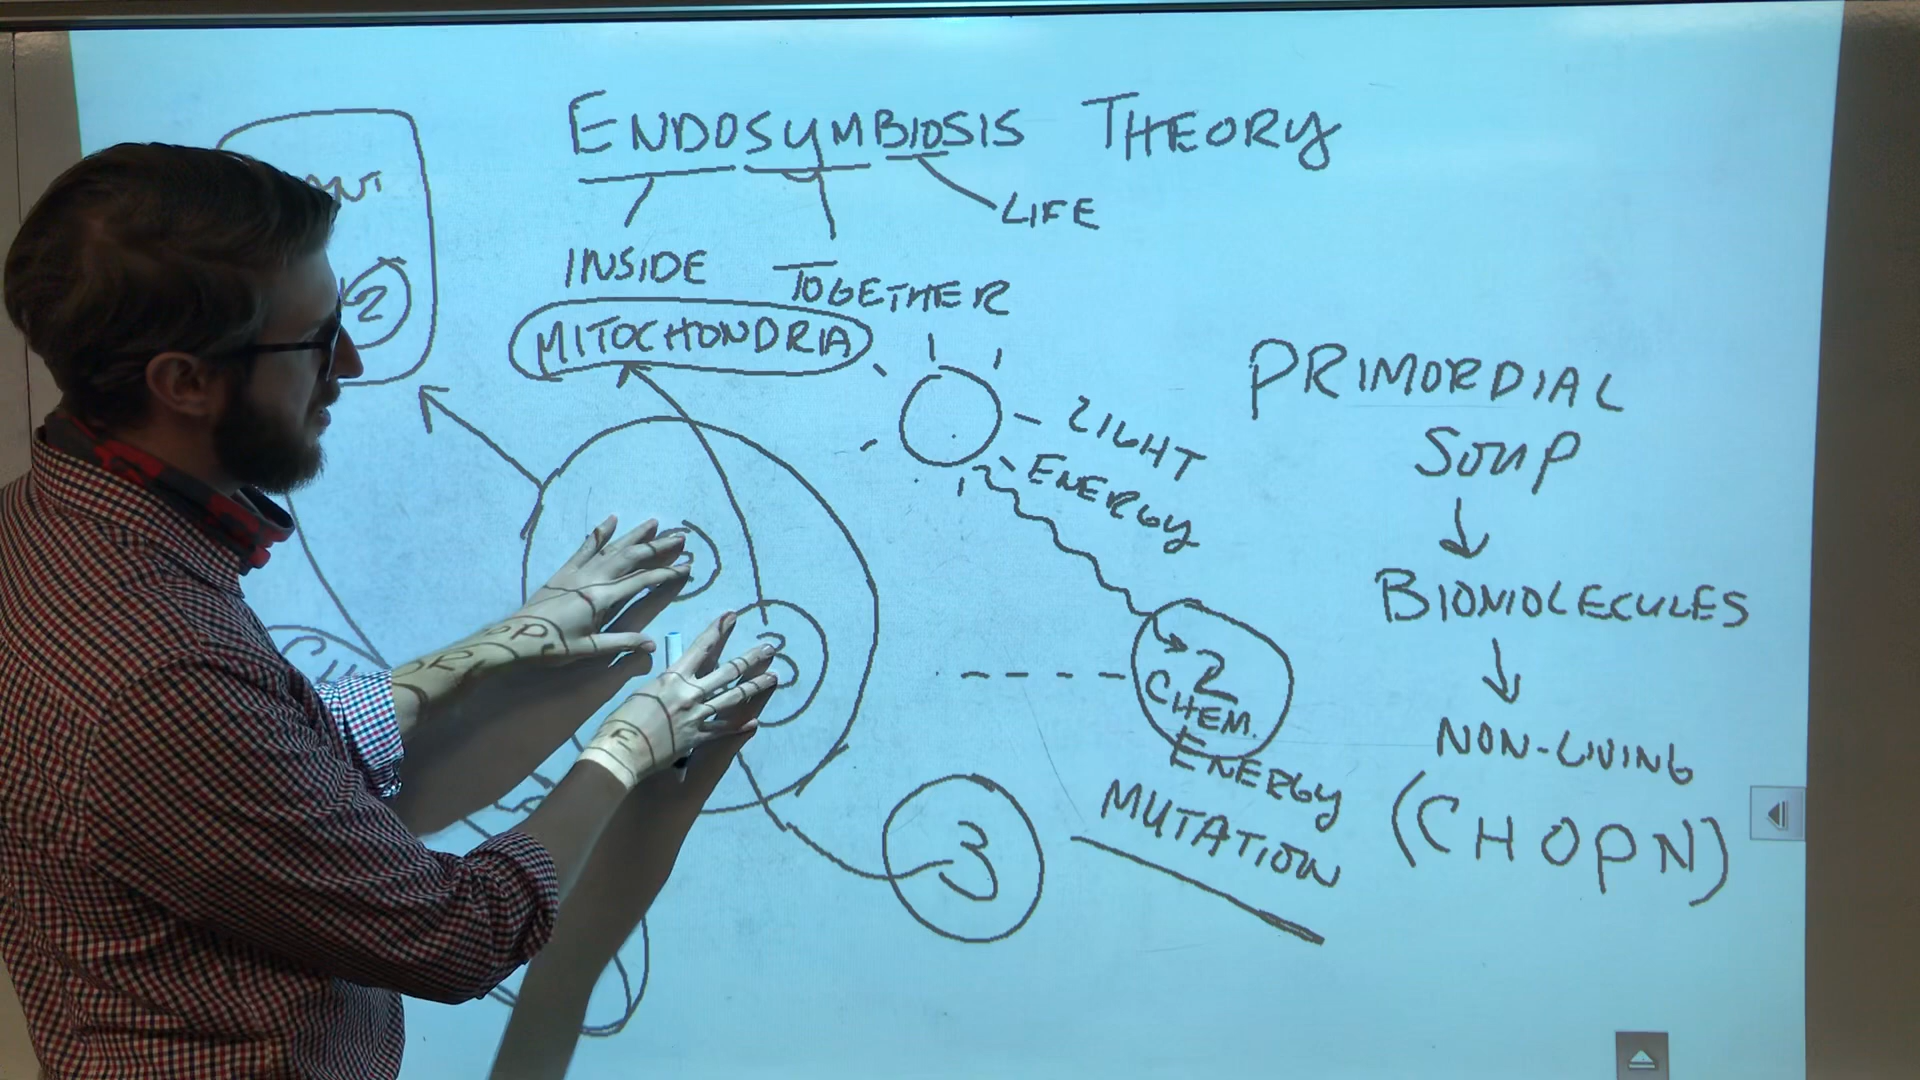 ENDOSYMBIOSIS THEORY
LIFE
INSIDE
TOGETHER
MITOCHONDRIA
2
LIGHT
ENERGY
3
2
CHEM.
ENERGY
MUTATION
3
PRIMORDIAL
SOUP
BIOMOLECULES
NON-LIVING
(CHOPN)